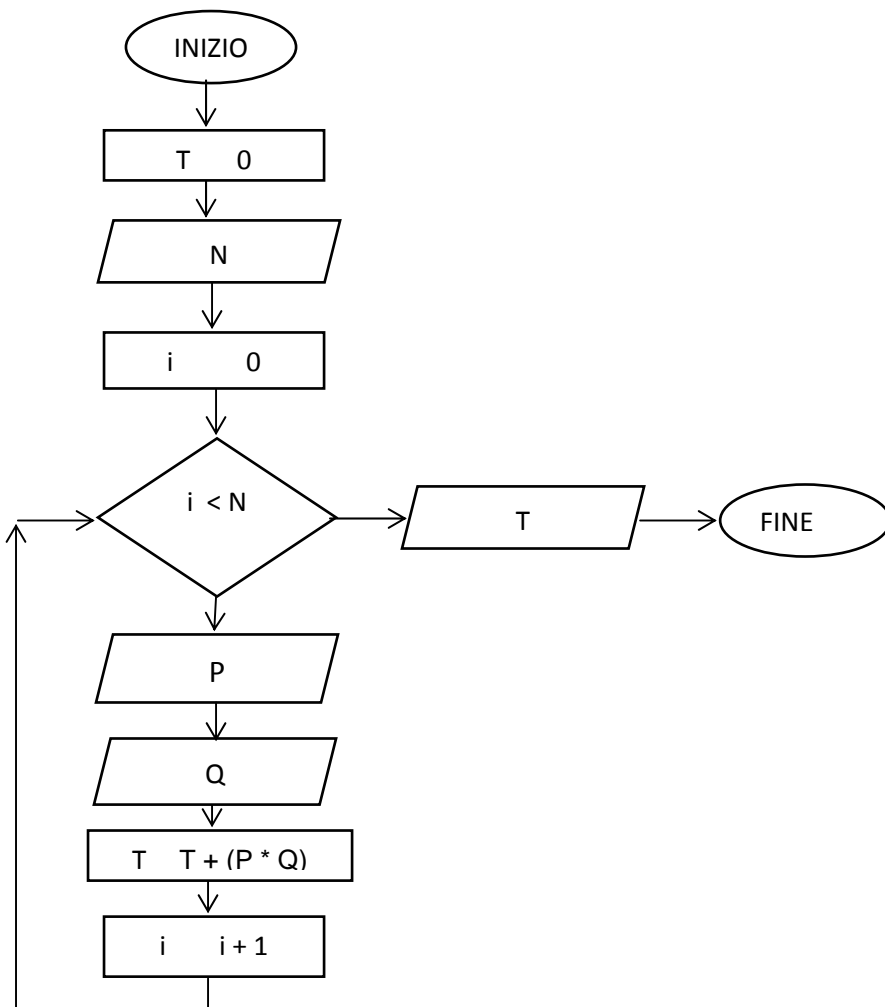 INIZIO
T 0
N
i 0
i < N
T
FINE
P
Q
T T + (P * Q)
i i + 1